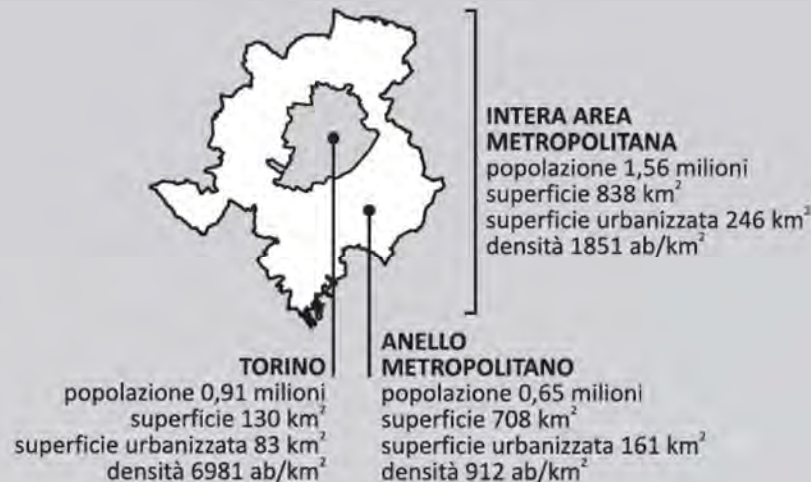 INTERA AREA
METROPOLITANA
popolazione 1,56 milioni
superficie 838 km²
superficie urbanizzata 246 km²
densità 1851 ab/km²
TORINO
popolazione 0,91 milioni
superficie 130 km²
superficie urbanizzata 83 km²
densità 6981 ab/km²
ANELLO
METROPOLITANO
popolazione 0,65 milioni
superficie 708 km²
superficie urbanizzata 161 km²
densità 912 ab/km²